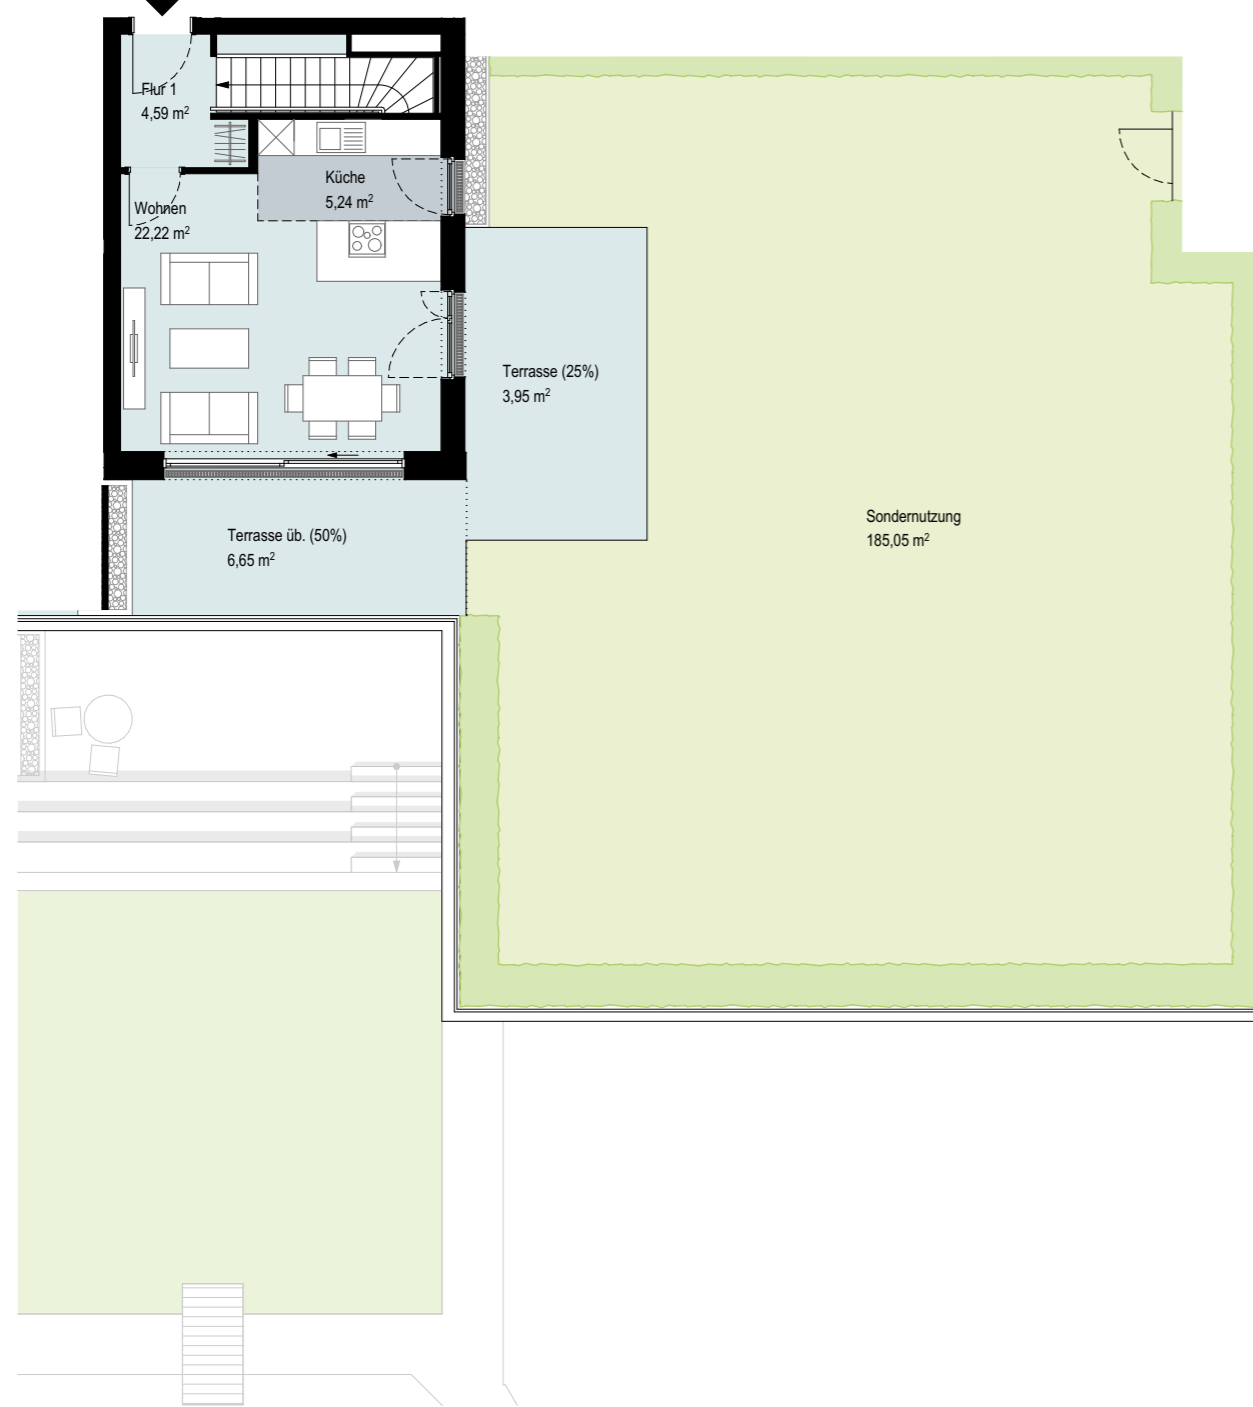 Flur 1
4,59 m²
Küche
5,24 m²
Wohnen
22,22 m²
Terrasse (25%)
3,95 m²
Terrasse üb. (50%)
6,65 m²
Sondernutzung
185,05 m²